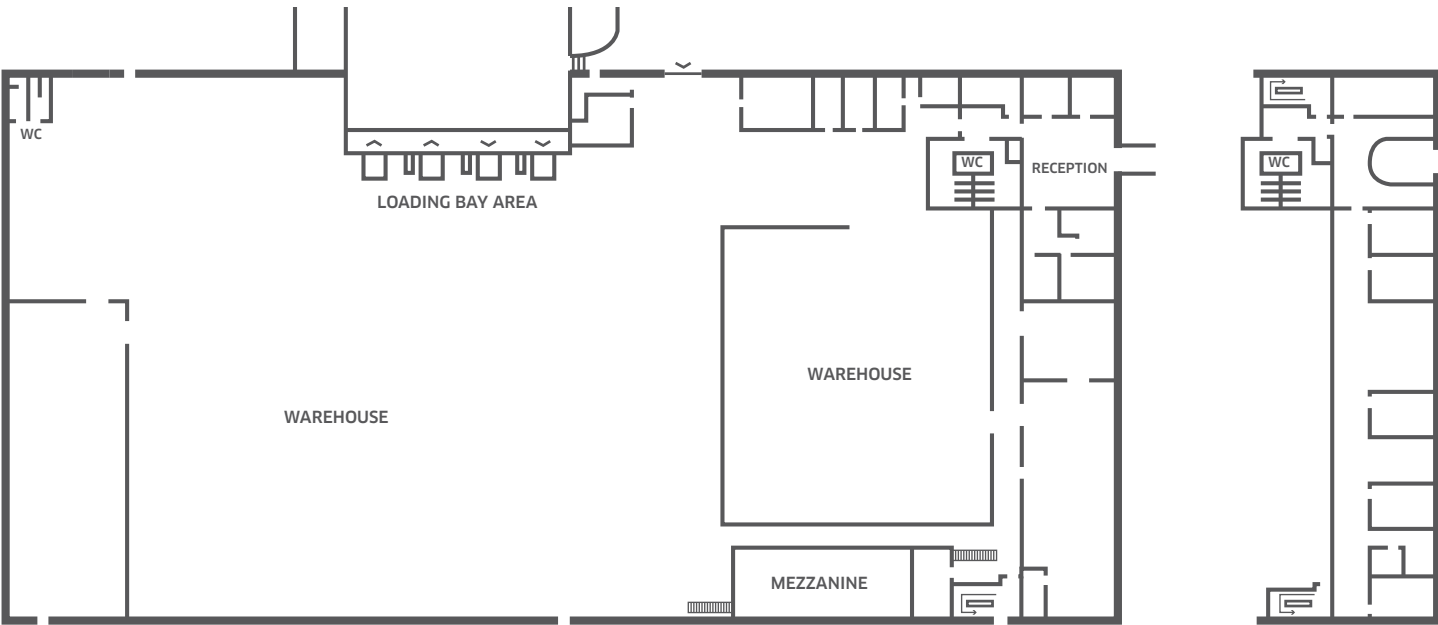 WC
WC
RECEPTION
WC
LOADING BAY AREA
WAREHOUSE
WAREHOUSE
MEZZANINE